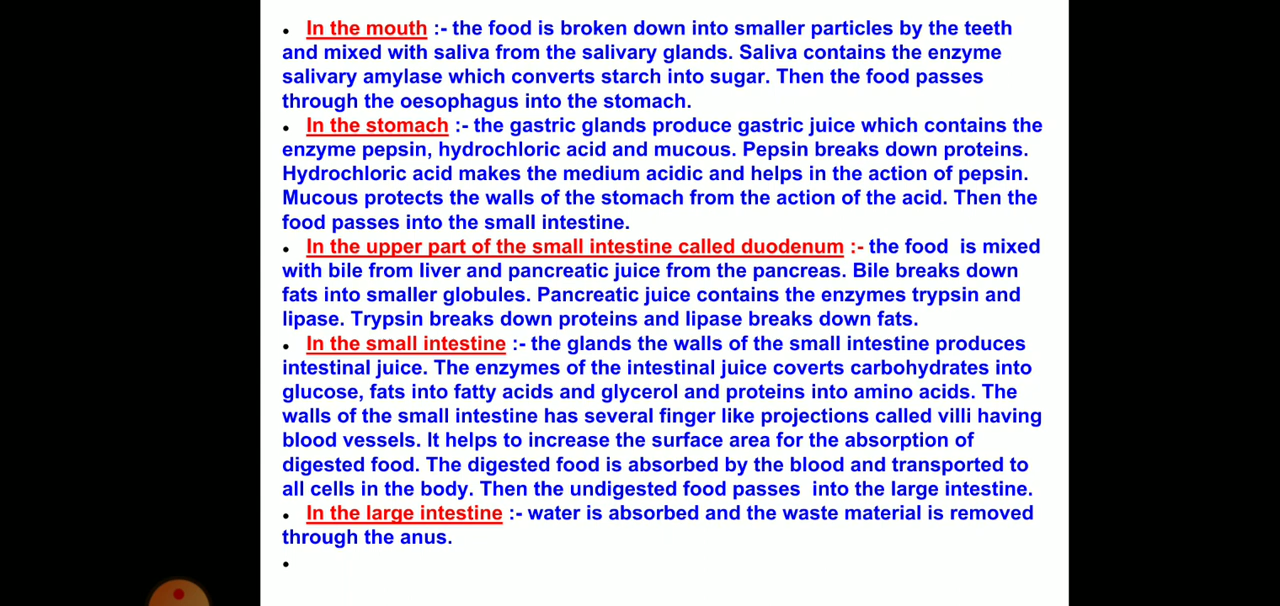 • In the mouth :- the food is broken down into smaller particles by the teeth
and mixed with saliva from the salivary glands. Saliva contains the enzyme
salivary amylase which converts starch into sugar. Then the food passes
through the oesophagus into the stomach.
• In the stomach :- the gastric glands produce gastric juice which contains the
enzyme pepsin, hydrochloric acid and mucous. Pepsin breaks down proteins.
Hydrochloric acid makes the medium acidic and helps in the action of pepsin.
Mucous protects the walls of the stomach from the action of the acid. Then the
food passes into the small intestine.
• In the upper part of the small intestine called duodenum :- the food  is mixed
with bile from liver and pancreatic juice from the pancreas. Bile breaks down
fats into smaller globules. Pancreatic juice contains the enzymes trypsin and
lipase. Trypsin breaks down proteins and lipase breaks down fats.
• In the small intestine :- the glands the walls of the small intestine produces
intestinal juice. The enzymes of the intestinal juice coverts carbohydrates into
glucose, fats into fatty acids and glycerol and proteins into amino acids. The
walls of the small intestine has several finger like projections called villi having
blood vessels. It helps to increase the surface area for the absorption of
digested food. The digested food is absorbed by the blood and transported to
all cells in the body. Then the undigested food passes  into the large intestine.
• In the large intestine :- water is absorbed and the waste material is removed
through the anus.
•